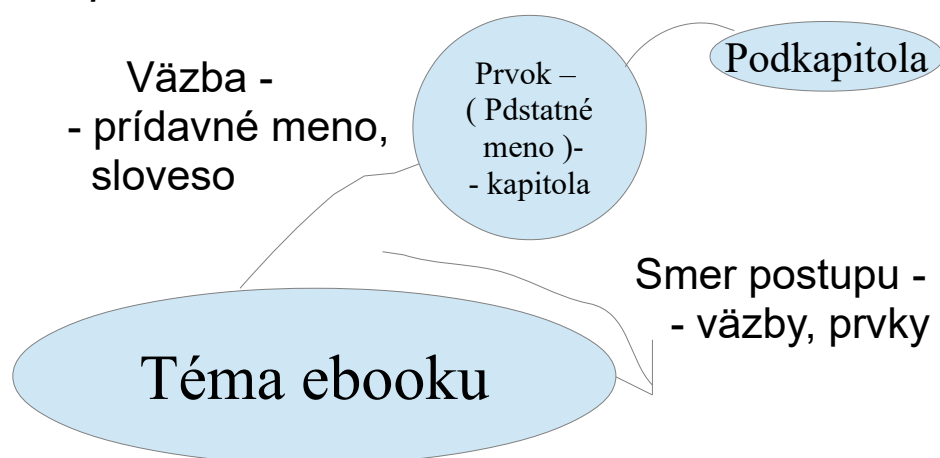 Väzba -
- prídavné meno,
sloveso
Prvok –
( Pdstatné
meno )-
- kapitola
Podkapitola
Smer postupu -
- väzby, prvky
Téma ebooku